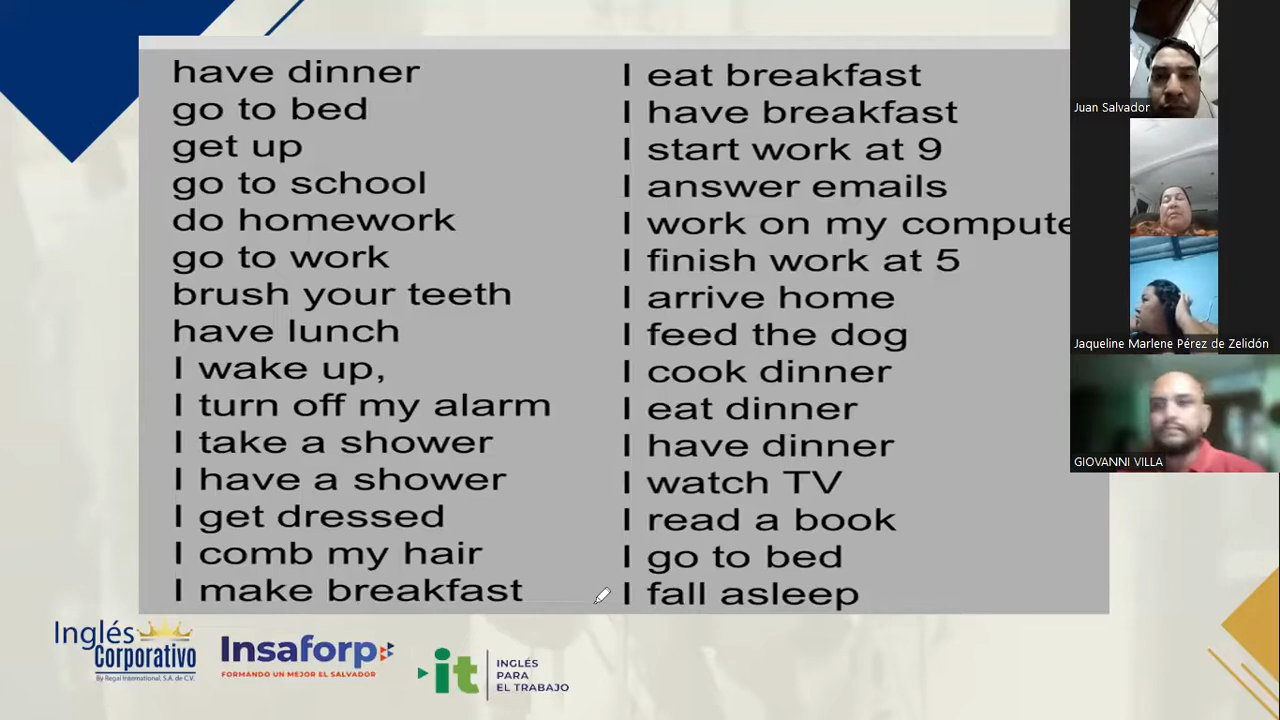 have dinner
go to bed
get up
go to school
do homework
go to work
brush your teeth
have lunch
I wake up,
I turn off my alarm
I take a shower
I have a shower
I get dressed
I comb my hair
I make breakfast
I eat breakfast
I have breakfast
I start work at 9
I answer emails
I work on my compute
I finish work at 5
I arrive home
I feed the dog
I cook dinner
I eat dinner
I have dinner
I watch TV
I read a book
I go to bed
I fall asleep
Juan Salvador
Jaqueline Marlene Pérez de Zelidón
GIOVANNI VILLA
Inglés
Corporativo
By Regal International, S.A. de C.V.
Insaforp
FORMANDO UN MEJOR EL SALVADOR
it
INGLÉS
PARA
EL TRABAJO